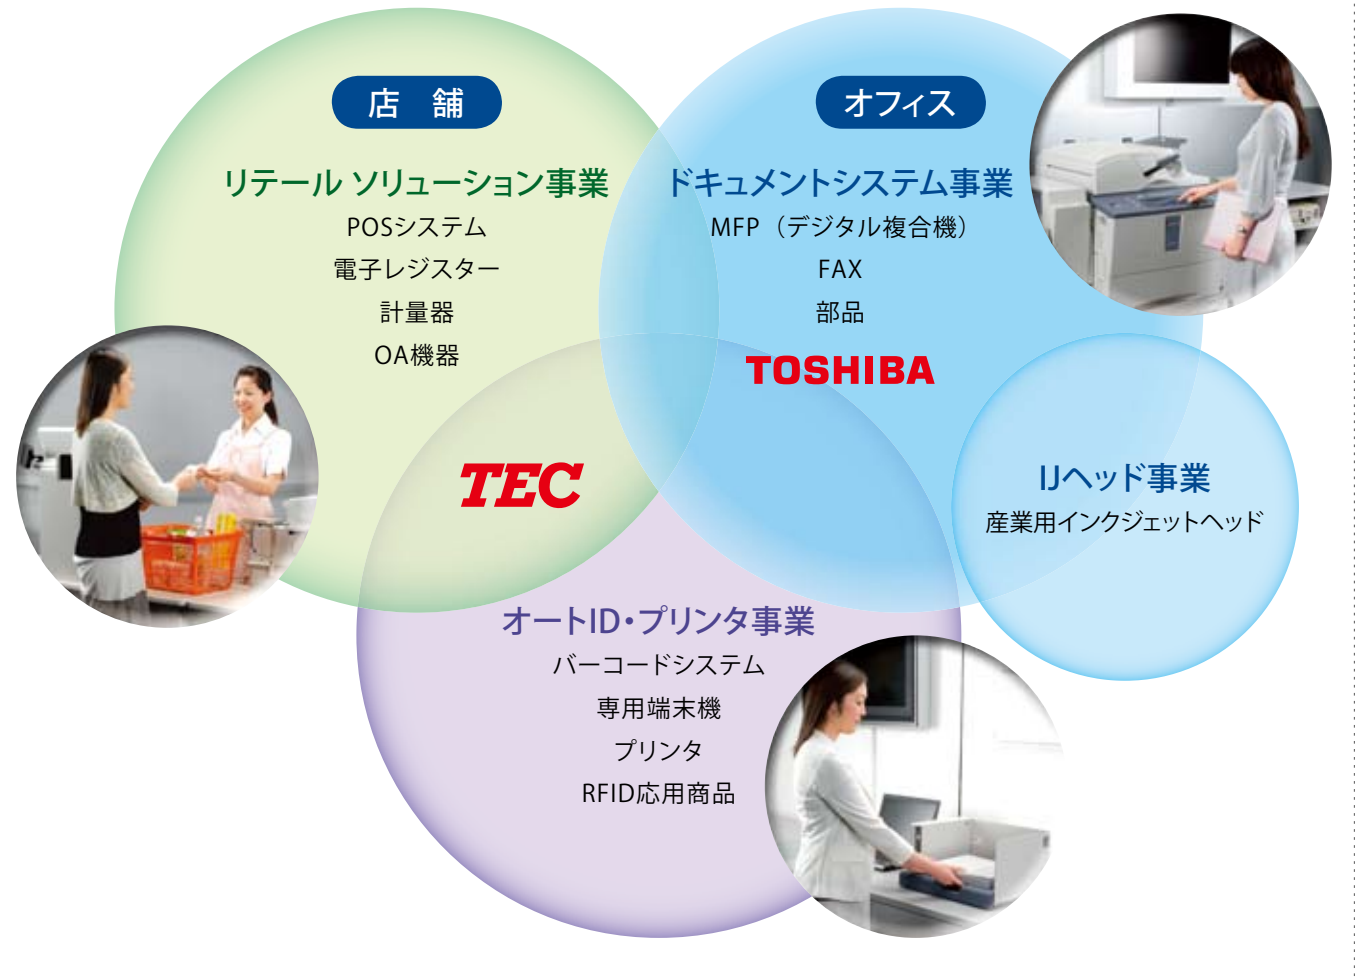 店 舗
リテール ソリューション事業
POSシステム
電子レジスター
計量器
OA機器
TEC
オフィス
ドキュメントシステム事業
MFP（デジタル複合機）
FAX
部品
TOSHIBA
IJヘッド事業
産業用インクジェットヘッド
オートID・プリンタ事業
バーコードシステム
専用端末機
プリンタ
RFID応用商品